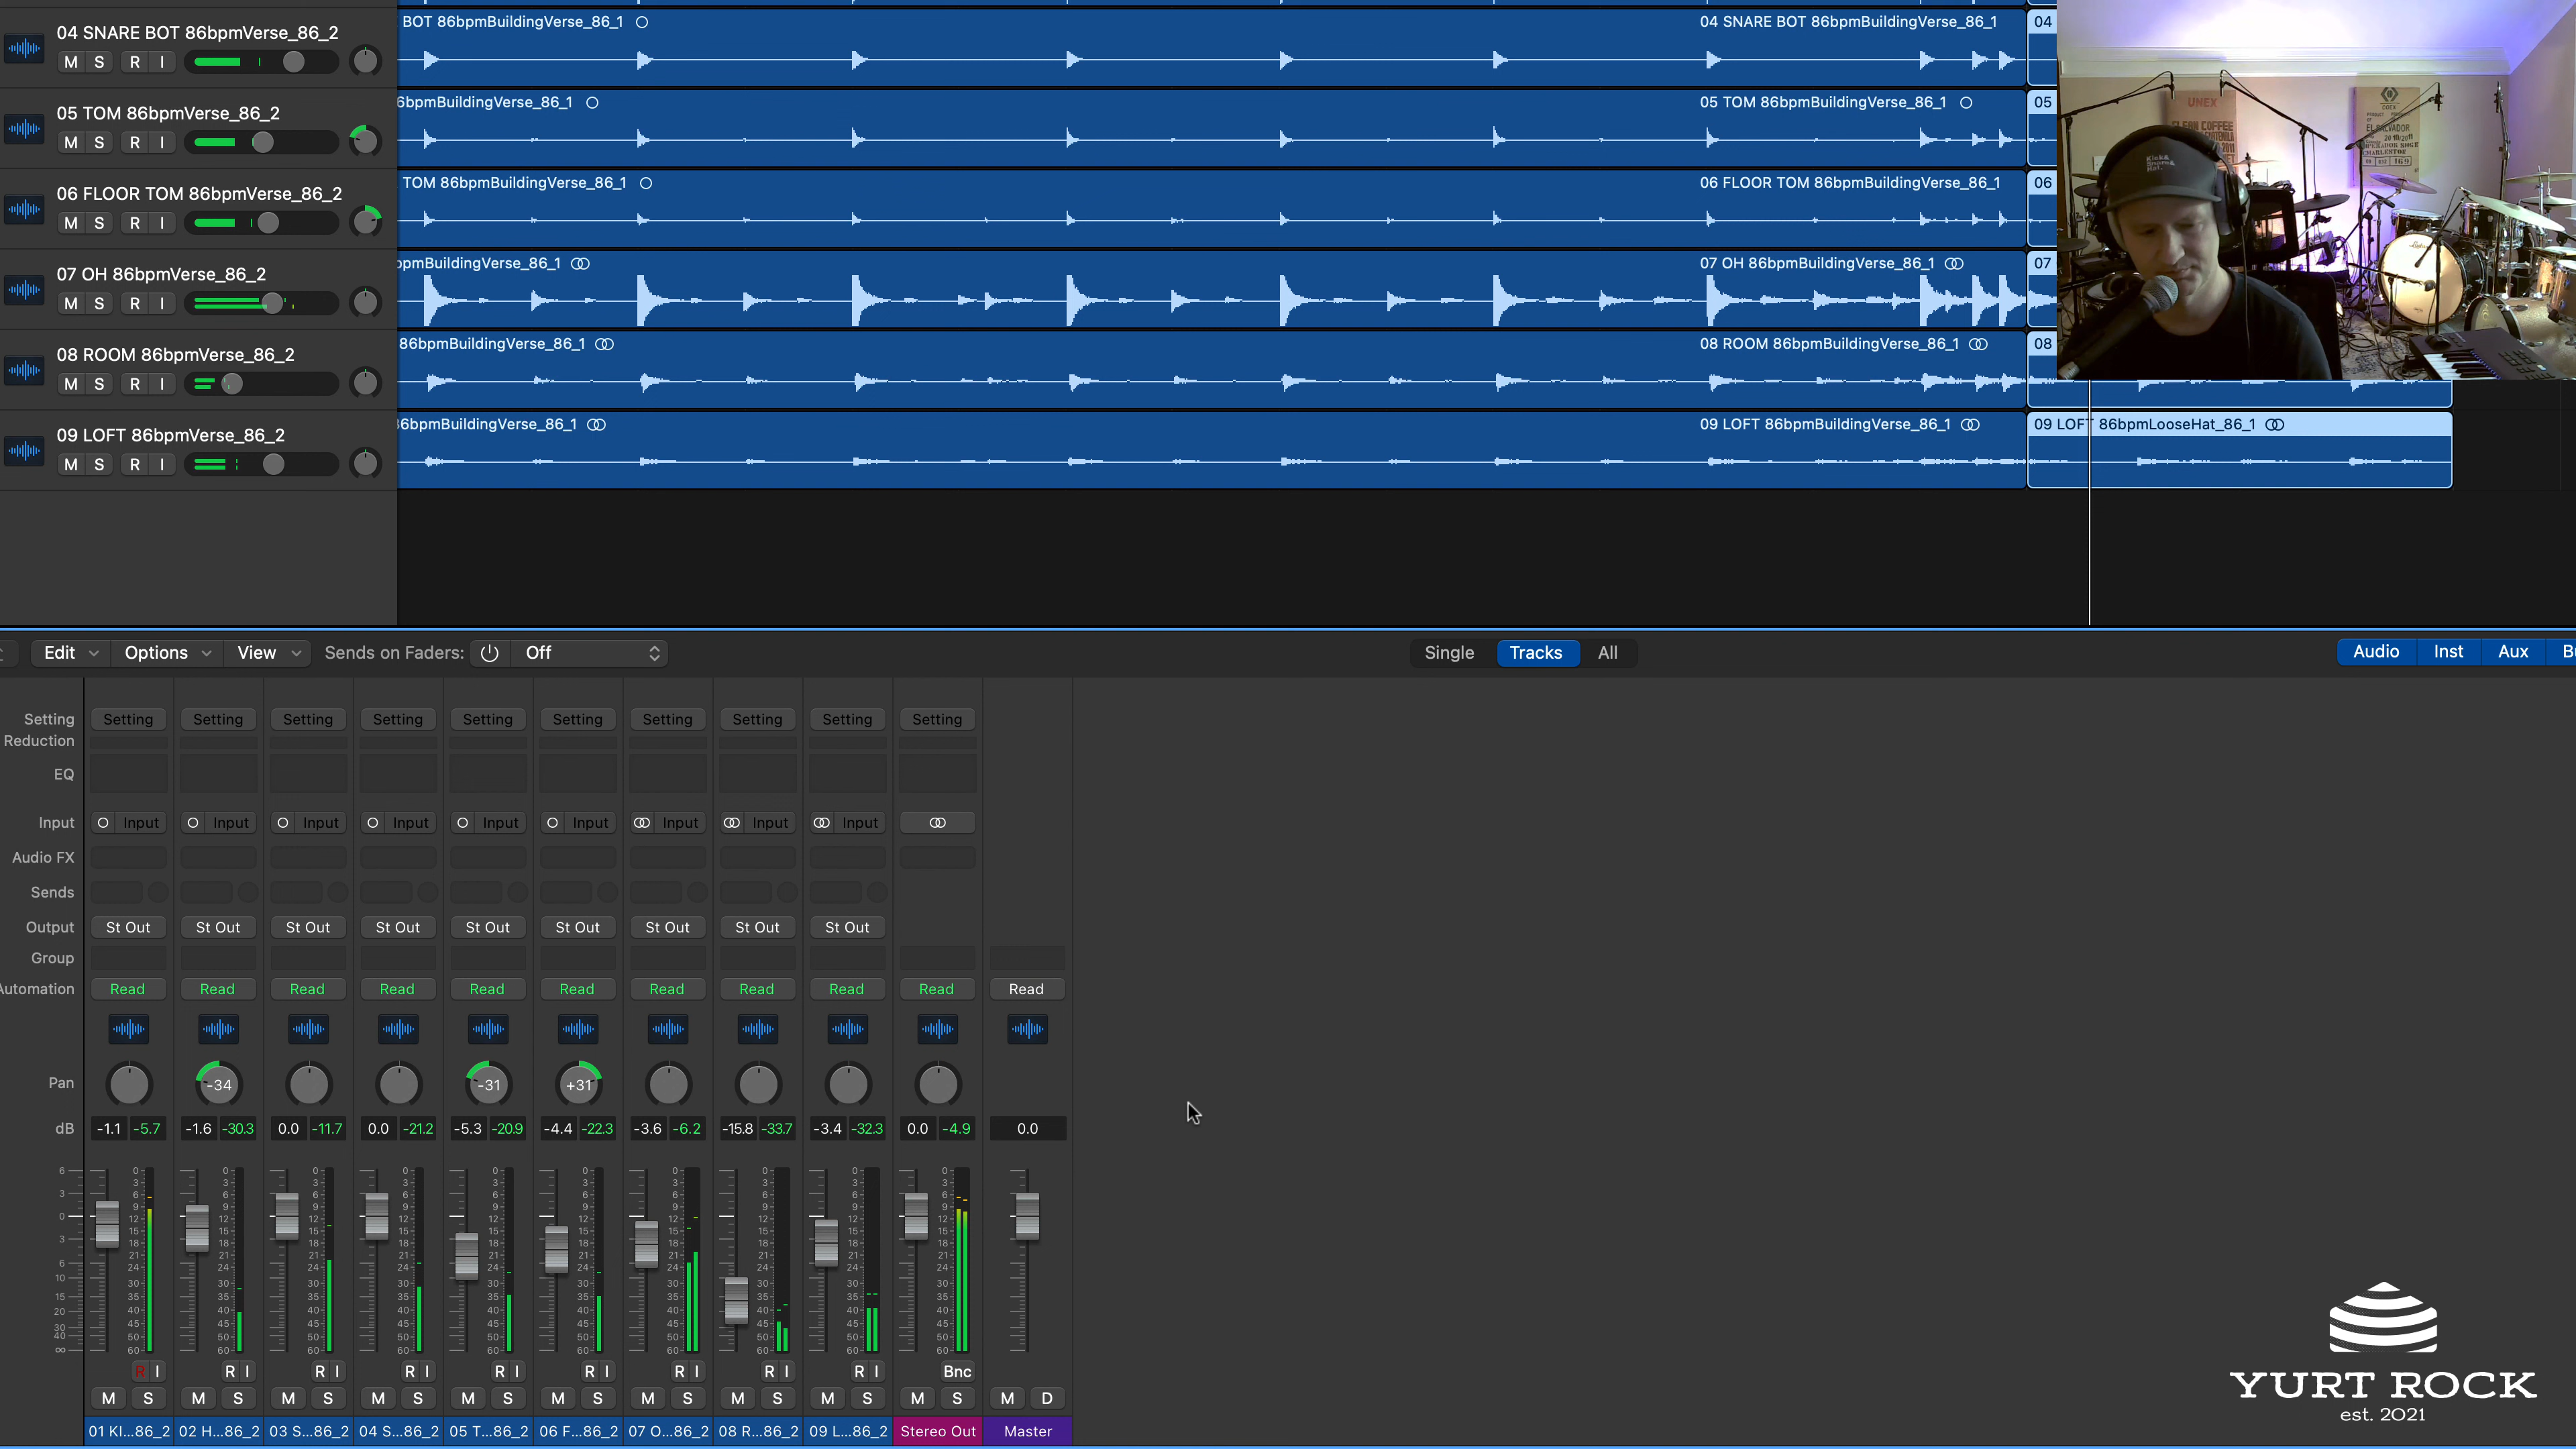 04 SNARE BOT 86bpmVerse_86_2
M S R I
BOT 86bpmBuildingVerse_86_1
04 SNARE BOT 86bpmBuildingVerse_86_1
04
05 TOM 86bpmVerse_86_2
M S R I
6bpmBuildingVerse_86_1
05 TOM 86bpmBuildingVerse_86_1
05
06 FLOOR TOM 86bpmVerse_86_2
M S R I
TOM 86bpmBuildingVerse_86_1
06 FLOOR TOM 86bpmBuildingVerse_86_1
06
07 OH 86bpmVerse_86_2
M S R I
bpmBuildingVerse_86_1
07 OH 86bpmBuildingVerse_86_1
07
08 ROOM 86bpmVerse_86_2
M S R I
86bpmBuildingVerse_86_1
08 ROOM 86bpmBuildingVerse_86_1
08
09 LOFT 86bpmVerse_86_2
M S R I
86bpmBuildingVerse_86_1
09 LOFT 86bpmBuildingVerse_86_1
09 LOFT 86bpmLooseHat_86_1
UNEX
EL SALVADOR
CHARLESTON
Edit Options View Sends on Faders: Off Single Tracks All Audio Inst Aux B
Setting Setting Setting Setting Setting Setting Setting Setting Setting Setting Setting
Reduction
EQ
Input Input Input Input Input Input Input Input Input Input
Audio FX
Sends
Output St Out St Out St Out St Out St Out St Out St Out St Out St Out
Group
Automation Read Read Read Read Read Read Read Read Read Read Read
Pan -34 -31 +31
dB -1.1 -5.7 -1.6 -30.3 0.0 -11.7 0.0 -21.2 -5.3 -20.9 -4.4 -22.3 -3.6 -6.2 -15.8 -33.7 -3.4 -32.3 0.0 -4.9 0.0
R I R I R I R I R I R I R I R I R I Bnc
M S M S M S M S M S M S M S M S M S M S M D
01 KI...86_2 02 H...86_2 03 S...86_2 04 S...86_2 05 T...86_2 06 F...86_2 07 O...86_2 08 R...86_2 09 L...86_2 Stereo Out Master
YURT ROCK
est. 2021